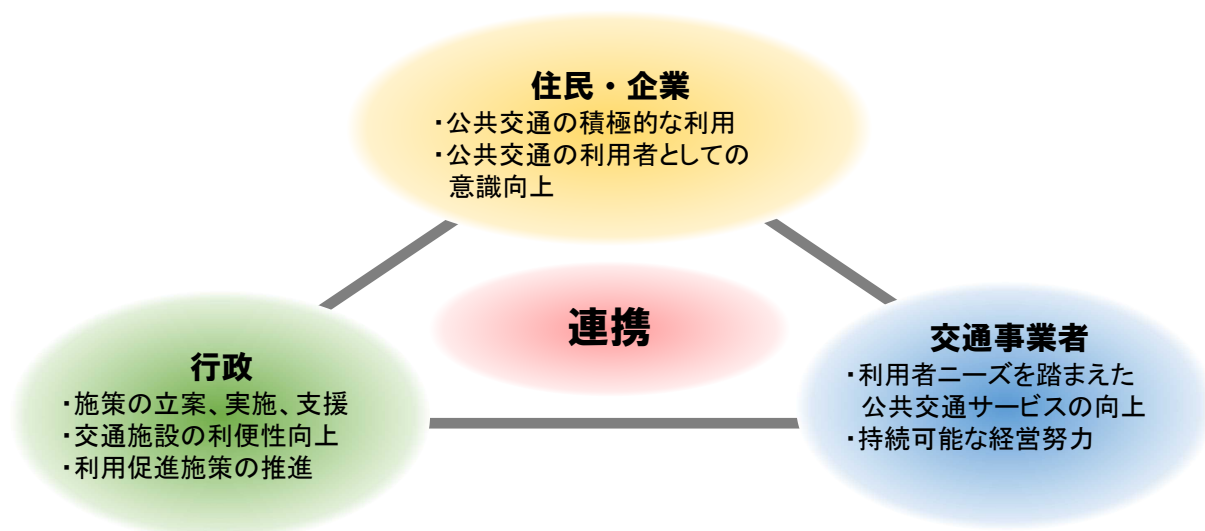 住民・企業
・公共交通の積極的な利用
・公共交通の利用者としての
意識向上
連携
行政
・施策の立案、実施、支援
・交通施設の利便性向上
・利用促進施策の推進
交通事業者
・利用者ニーズを踏まえた
公共交通サービスの向上
・持続可能な経営努力